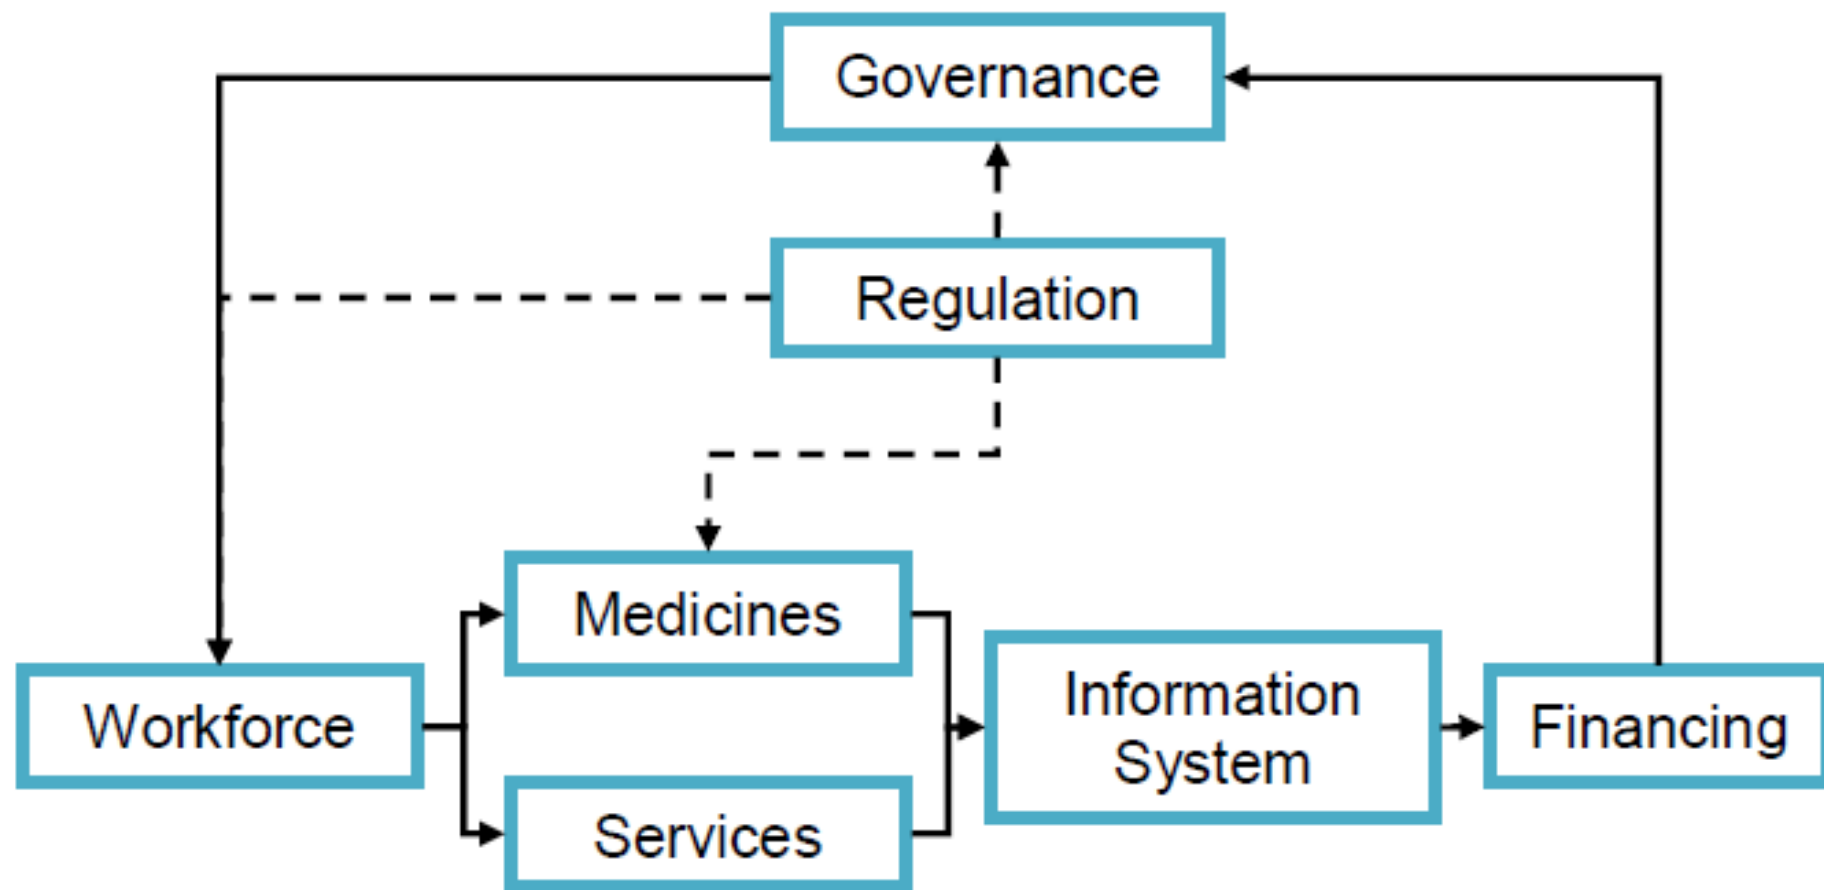 Governance
Regulation
Medicines
Workforce
Services
Information
System
Financing